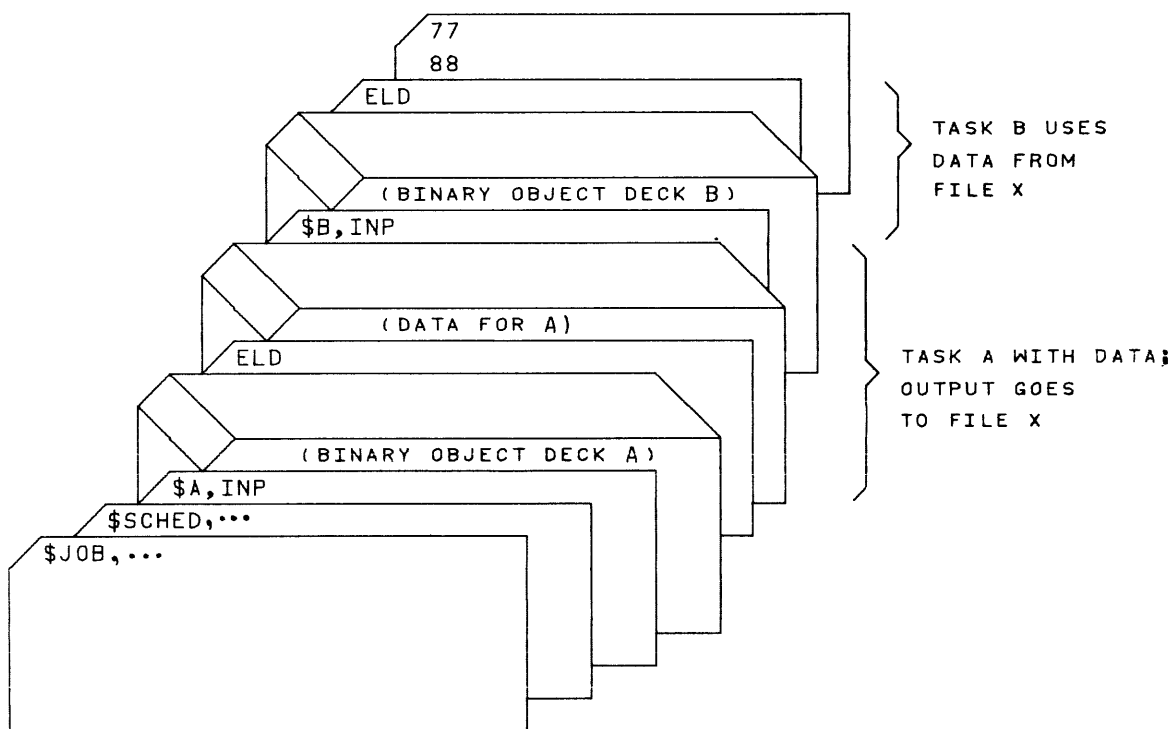 77
88
ELD
TASK B USES
DATA FROM
FILE X
(BINARY OBJECT DECK B)
$B,INP
(DATA FOR A)
ELD
TASK A WITH DATA;
OUTPUT GOES
TO FILE X
(BINARY OBJECT DECK A)
$A,INP
$SCHED,•••
$JOB,•••